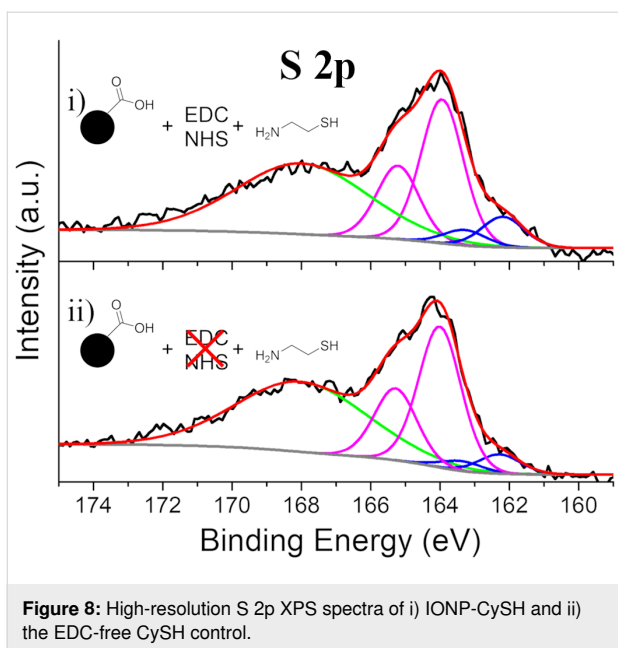 S 2p
i)
O
OH
+ EDC NHS + H₂N SH
ii)
O
OH
+ EDC NHS + H₂N SH
Intensity (a.u.)
174 172 170 168 166 164 162 160
Binding Energy (eV)
Figure 8: High-resolution S 2p XPS spectra of i) IONP-CySH and ii)
the EDC-free CySH control.